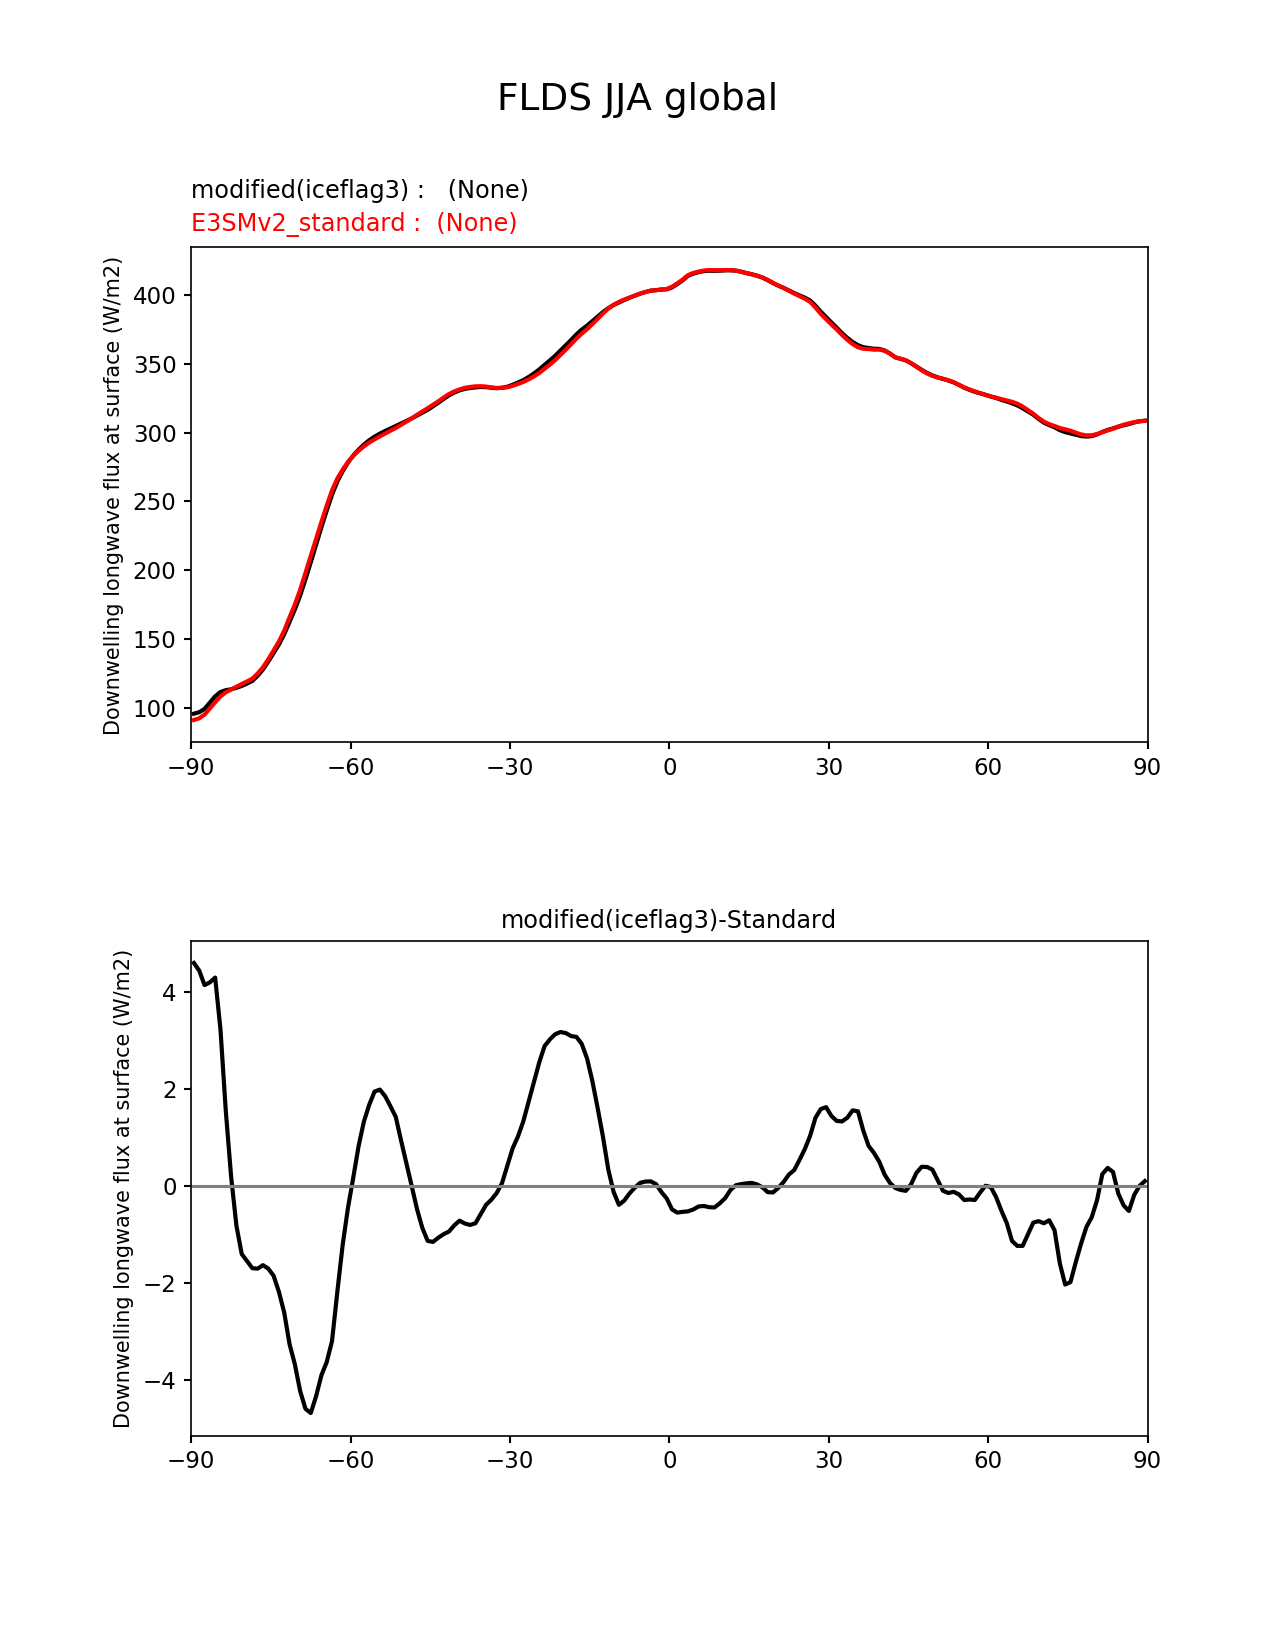 FLDS JJA global
modified(iceflag3) : (None)
E3SMv2_standard : (None)
Downwelling longwave flux at surface (W/m2)
400
350
300
250
200
150
100
−90 −60 −30 0 30 60 90
modified(iceflag3)-Standard
Downwelling longwave flux at surface (W/m2)
4
2
0
−2
−4
−90 −60 −30 0 30 60 90